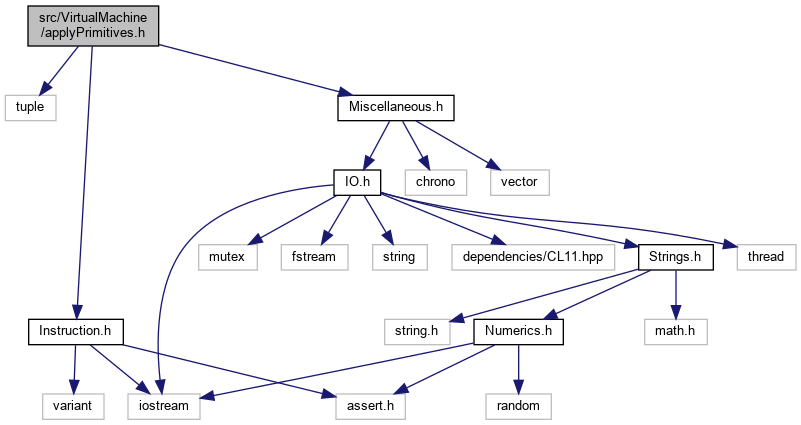 src/VirtualMachine
/applyPrimitives.h
tuple
Miscellaneous.h
IO.h
chrono
vector
mutex
fstream
string
dependencies/CL11.hpp
Strings.h
thread
Instruction.h
string.h
Numerics.h
math.h
variant
iostream
assert.h
random